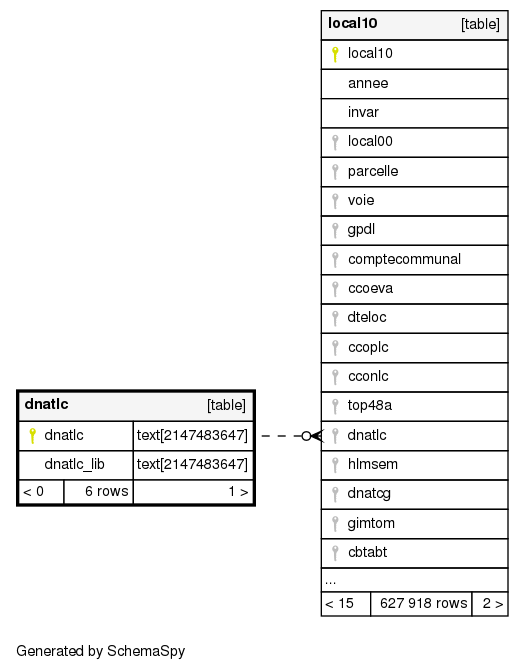 local10 [table]
local10
annee
invar
local00
parcelle
voie
gpdl
comptecommunal
ccoeva
dteloc
ccoplc
cconlc
top48a
dnatlc
hlmsem
dnatcg
gimtom
cbtabt
...
< 15 627 918 rows 2 >
dnatlc [table]
dnatlc text[2147483647]
dnatlc_lib text[2147483647]
< 0 6 rows 1 >
Generated by SchemaSpy